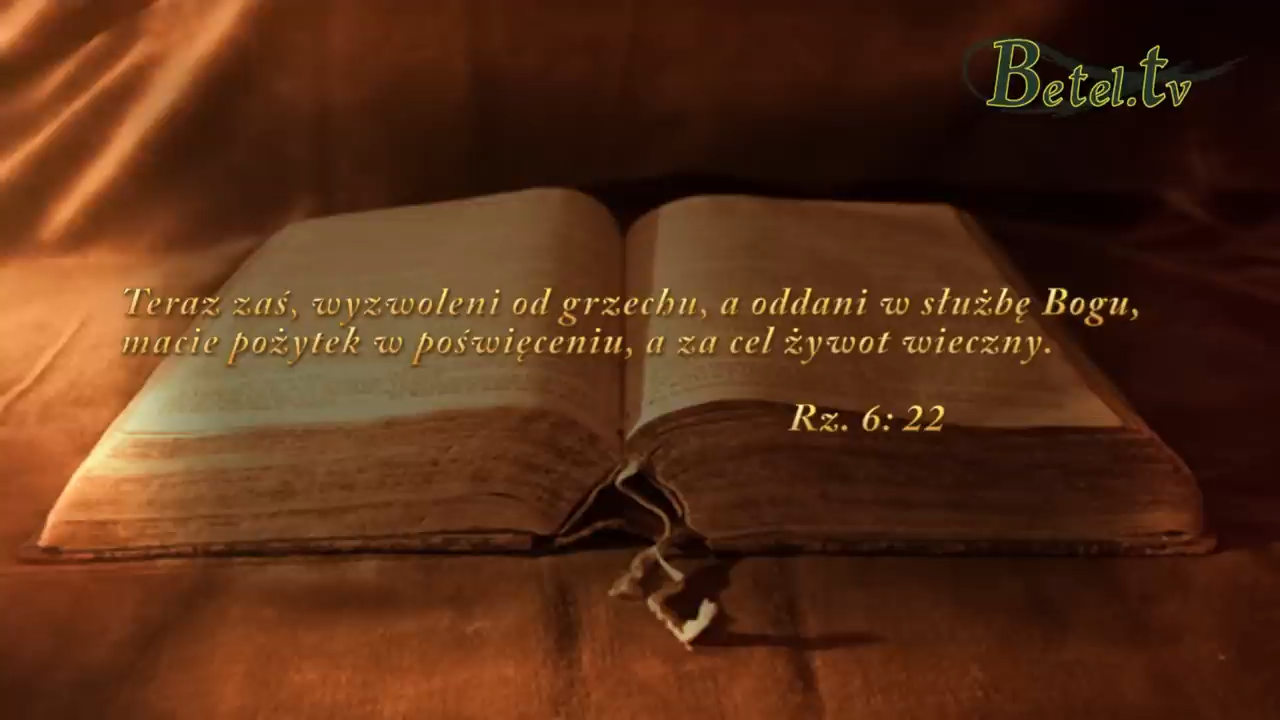 Betel.tv
Teraz zaś, wyzwoleni od grzechu, a oddani w służbę Bogu,
macie pożytek w poświęceniu, a za cel żywot wieczny.
Rz. 6: 22